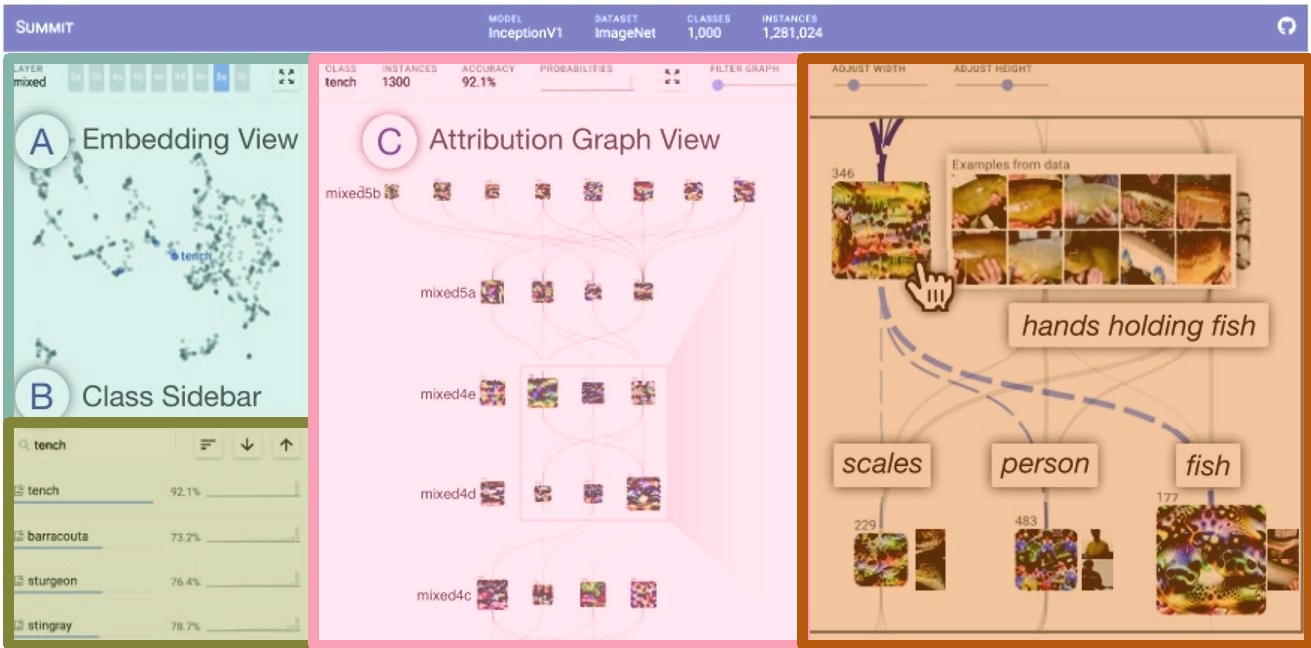 SUMMIT
MODEL
InceptionV1
DATASET
ImageNet
CLASSES
1,000
INSTANCES
1,281,024
LAYER
mixed
3a 3b 4a 4b 4c 4d 4e 5a 5b
A Embedding View
tench
B Class Sidebar
tench
tench 92.1%
barracouta 73.2%
sturgeon 76.4%
stingray 78.7%
CLASS
tench
INSTANCES
1300
ACCURACY
92.1%
PROBABILITIES
FILTER GRAPH
C Attribution Graph View
mixed5b
mixed5a
mixed4e
mixed4d
mixed4c
ADJUST WIDTH
ADJUST HEIGHT
346
Examples from data
hands holding fish
scales
person
fish
229
483
177